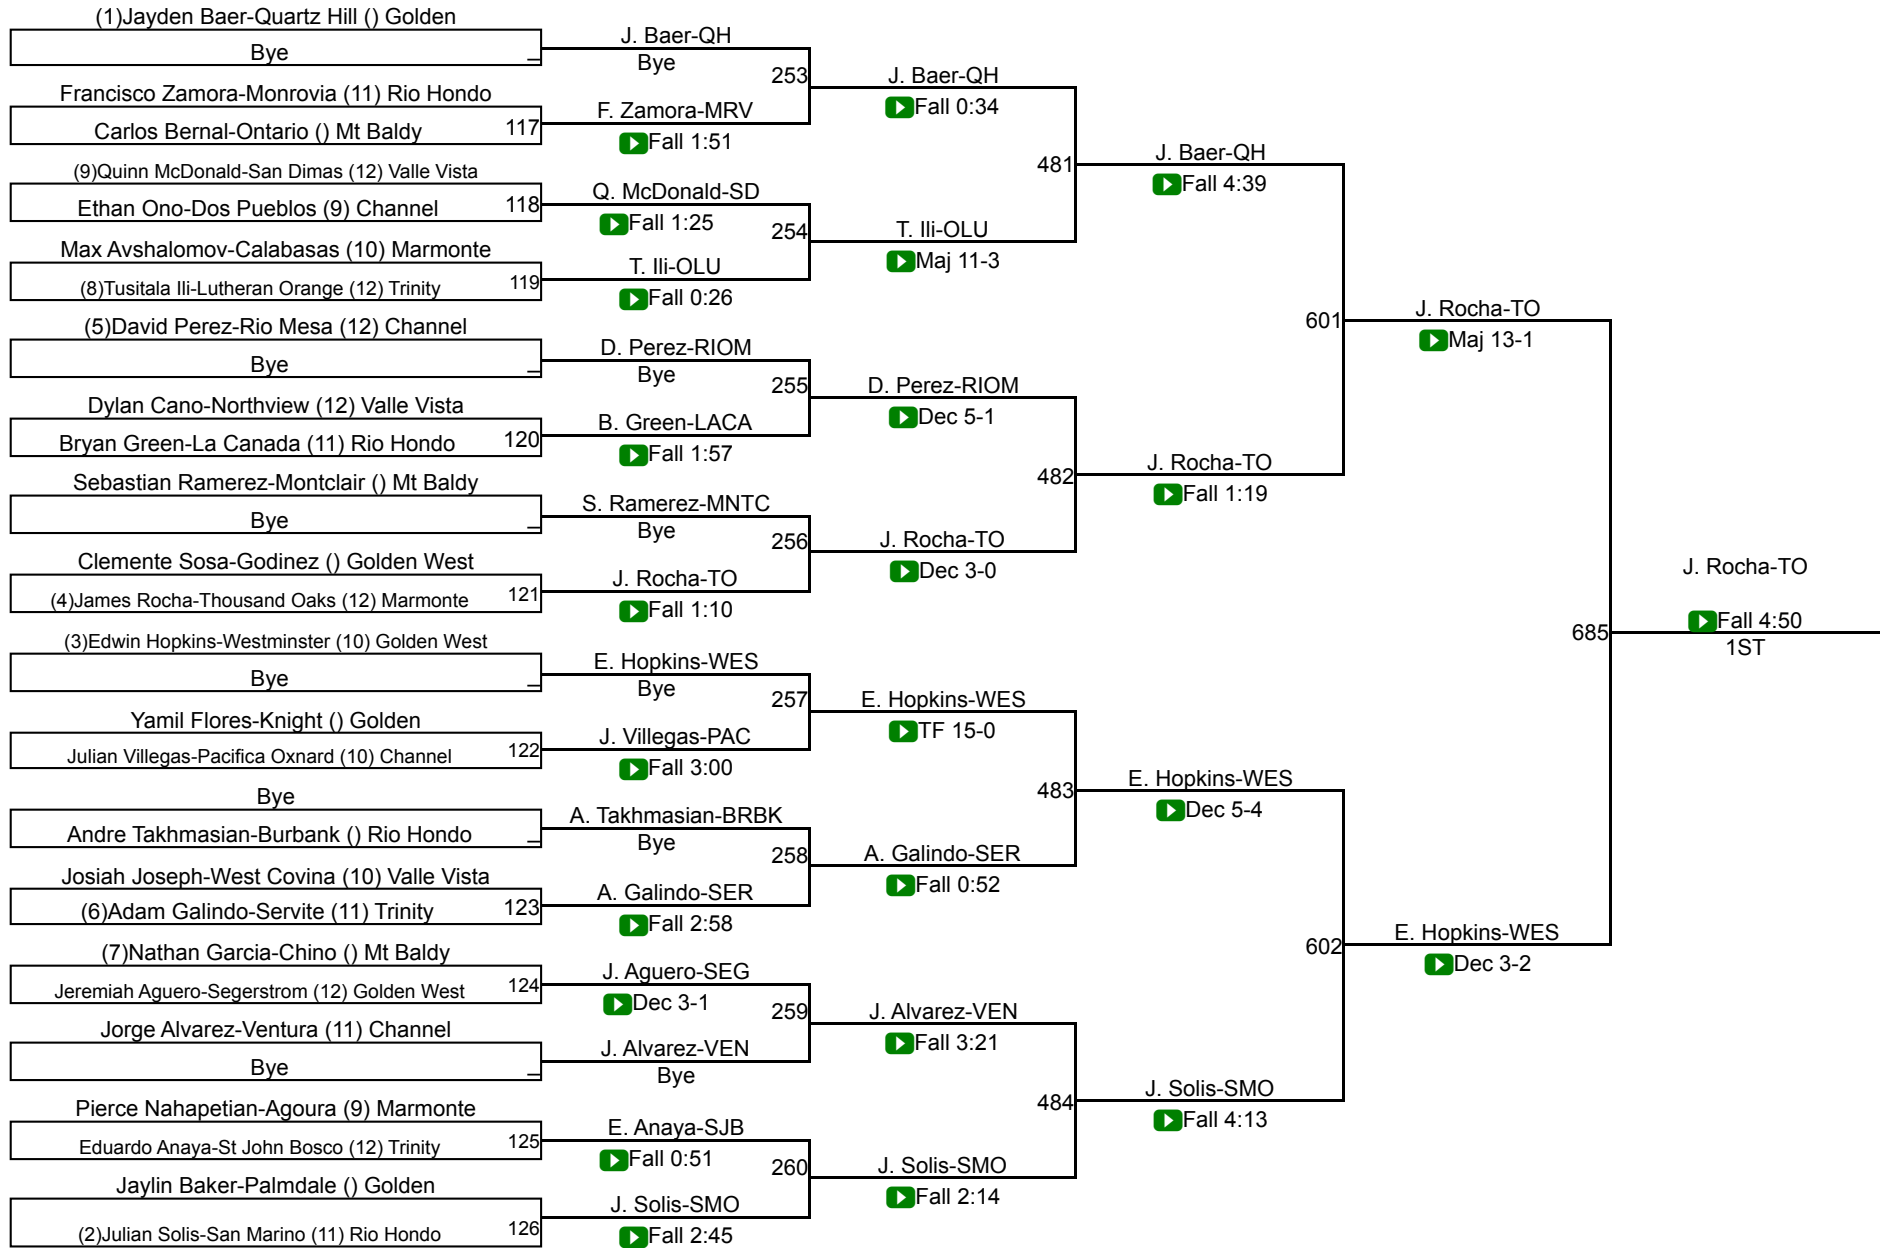 (1)Jayden Baer-Quartz Hill () Golden
Bye
Francisco Zamora-Monrovia (11) Rio Hondo
Carlos Bernal-Ontario () Mt Baldy 117
(9)Quinn McDonald-San Dimas (12) Valle Vista
Ethan Ono-Dos Pueblos (9) Channel 118
Max Avshalomov-Calabasas (10) Marmonte
(8)Tusitala Ili-Lutheran Orange (12) Trinity 119
(5)David Perez-Rio Mesa (12) Channel
Bye
Dylan Cano-Northview (12) Valle Vista
Bryan Green-La Canada (11) Rio Hondo 120
Sebastian Ramerez-Montclair () Mt Baldy
Bye
Clemente Sosa-Godinez () Golden West
(4)James Rocha-Thousand Oaks (12) Marmonte 121
(3)Edwin Hopkins-Westminster (10) Golden West
Bye
Yamil Flores-Knight () Golden
Julian Villegas-Pacifica Oxnard (10) Channel 122
Bye
Andre Takhmasian-Burbank () Rio Hondo
Josiah Joseph-West Covina (10) Valle Vista
(6)Adam Galindo-Servite (11) Trinity 123
(7)Nathan Garcia-Chino () Mt Baldy
Jeremiah Aguero-Segerstrom (12) Golden West 124
Jorge Alvarez-Ventura (11) Channel
Bye
Pierce Nahapetian-Agoura (9) Marmonte
Eduardo Anaya-St John Bosco (12) Trinity 125
Jaylin Baker-Palmdale () Golden
(2)Julian Solis-San Marino (11) Rio Hondo 126
J. Baer-QH
Bye
253
F. Zamora-MRV
Fall 1:51
Q. McDonald-SD
Fall 1:25
254
T. Ili-OLU
Fall 0:26
D. Perez-RIOM
Bye
255
B. Green-LACA
Fall 1:57
S. Ramerez-MNTC
Bye
256
J. Rocha-TO
Fall 1:10
E. Hopkins-WES
Bye
257
J. Villegas-PAC
Fall 3:00
A. Takhmasian-BRBK
Bye
258
A. Galindo-SER
Fall 2:58
J. Aguero-SEG
Dec 3-1
259
J. Alvarez-VEN
Bye
E. Anaya-SJB
Fall 0:51
260
J. Solis-SMO
Fall 2:45
J. Baer-QH
Fall 0:34
481
T. Ili-OLU
Maj 11-3
D. Perez-RIOM
Dec 5-1
482
J. Rocha-TO
Dec 3-0
E. Hopkins-WES
TF 15-0
483
A. Galindo-SER
Fall 0:52
J. Alvarez-VEN
Fall 3:21
484
J. Solis-SMO
Fall 2:14
J. Baer-QH
Fall 4:39
601
J. Rocha-TO
Fall 1:19
E. Hopkins-WES
Dec 5-4
602
J. Solis-SMO
Fall 4:13
J. Rocha-TO
Maj 13-1
685
E. Hopkins-WES
Dec 3-2
J. Rocha-TO
Fall 4:50
1ST